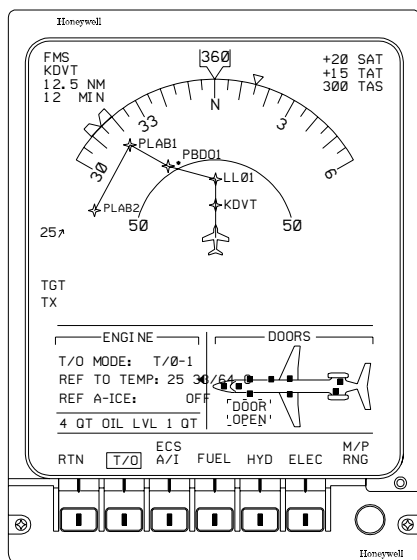 Honeywell
FMS
KDVT
12.5 NM
12 MIN
360
+20 SAT
+15 TAT
300 TAS
N
33
3
30
6
PLAB1
PBD01
LL01
KDVT
PLAB2
50
50
25↗
TGT
TX
ENGINE
DOORS
T/O MODE: T/O-1
REF TO TEMP: 25 38/64 C
REF A-ICE: OFF
DOOR
OPEN
4 QT OIL LVL 1 QT
RTN
T/O
ECS
A/I
FUEL
HYD
ELEC
M/P
RNG
Honeywell